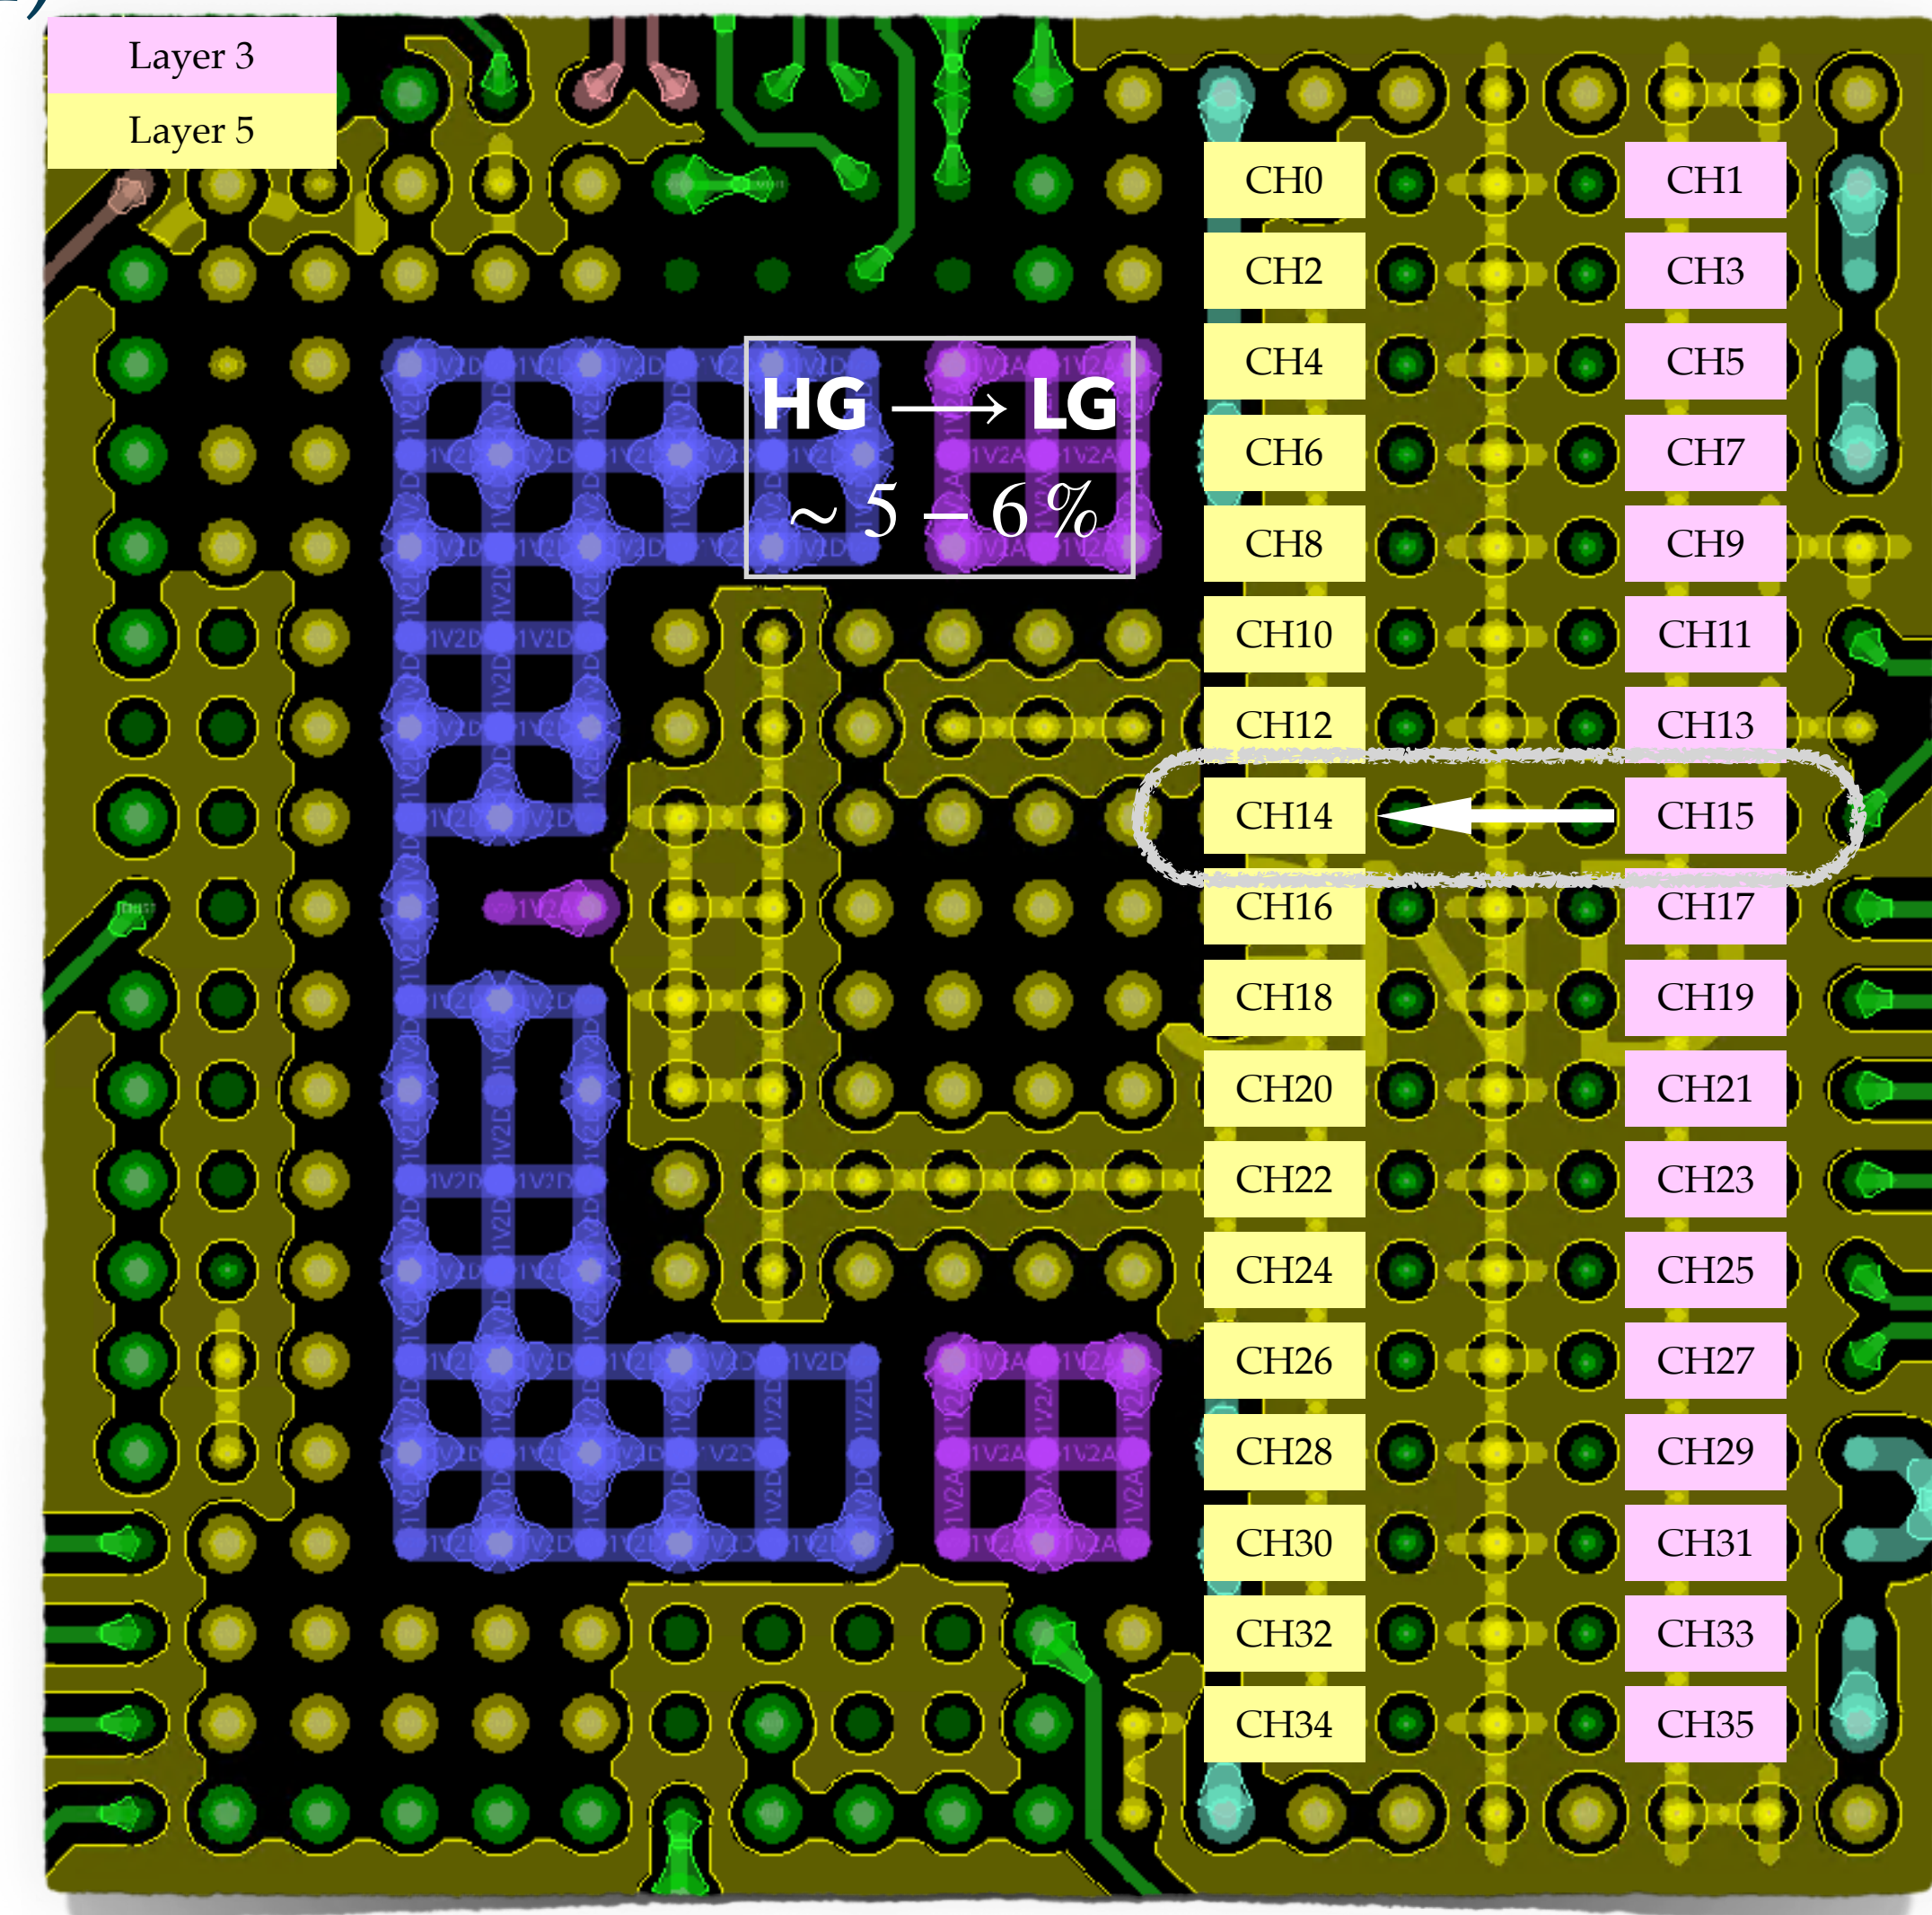 Layer 3
Layer 5
CH0 CH1
CH2 CH3
CH4 CH5
HG → LG
CH6 CH7
~ 5 – 6 %
CH8 CH9
CH10 CH11
CH12 CH13
CH14 CH15
CH16 CH17
GND
CH18 CH19
CH20 CH21
CH22 CH23
CH24 CH25
CH26 CH27
CH28 CH29
CH30 CH31
CH32 CH33
CH34 CH35